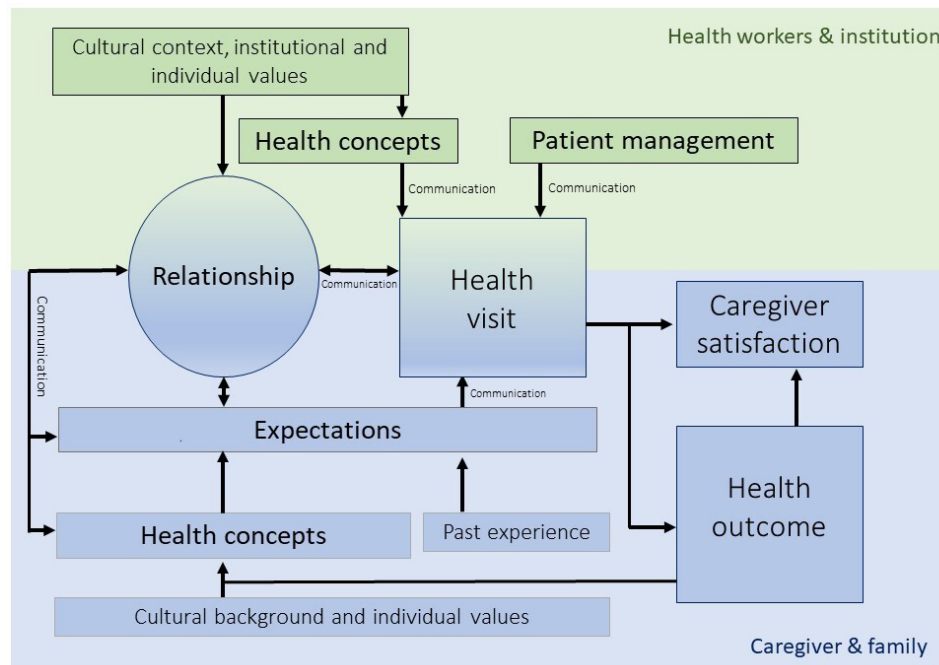 Health workers & institution
Cultural context, institutional and
individual values
Health concepts
Patient management
Communication
Communication
Relationship
Communication
Health
visit
Communication
Caregiver
satisfaction
Communication
Expectations
Health
outcome
Health concepts
Past experience
Cultural background and individual values
Caregiver & family